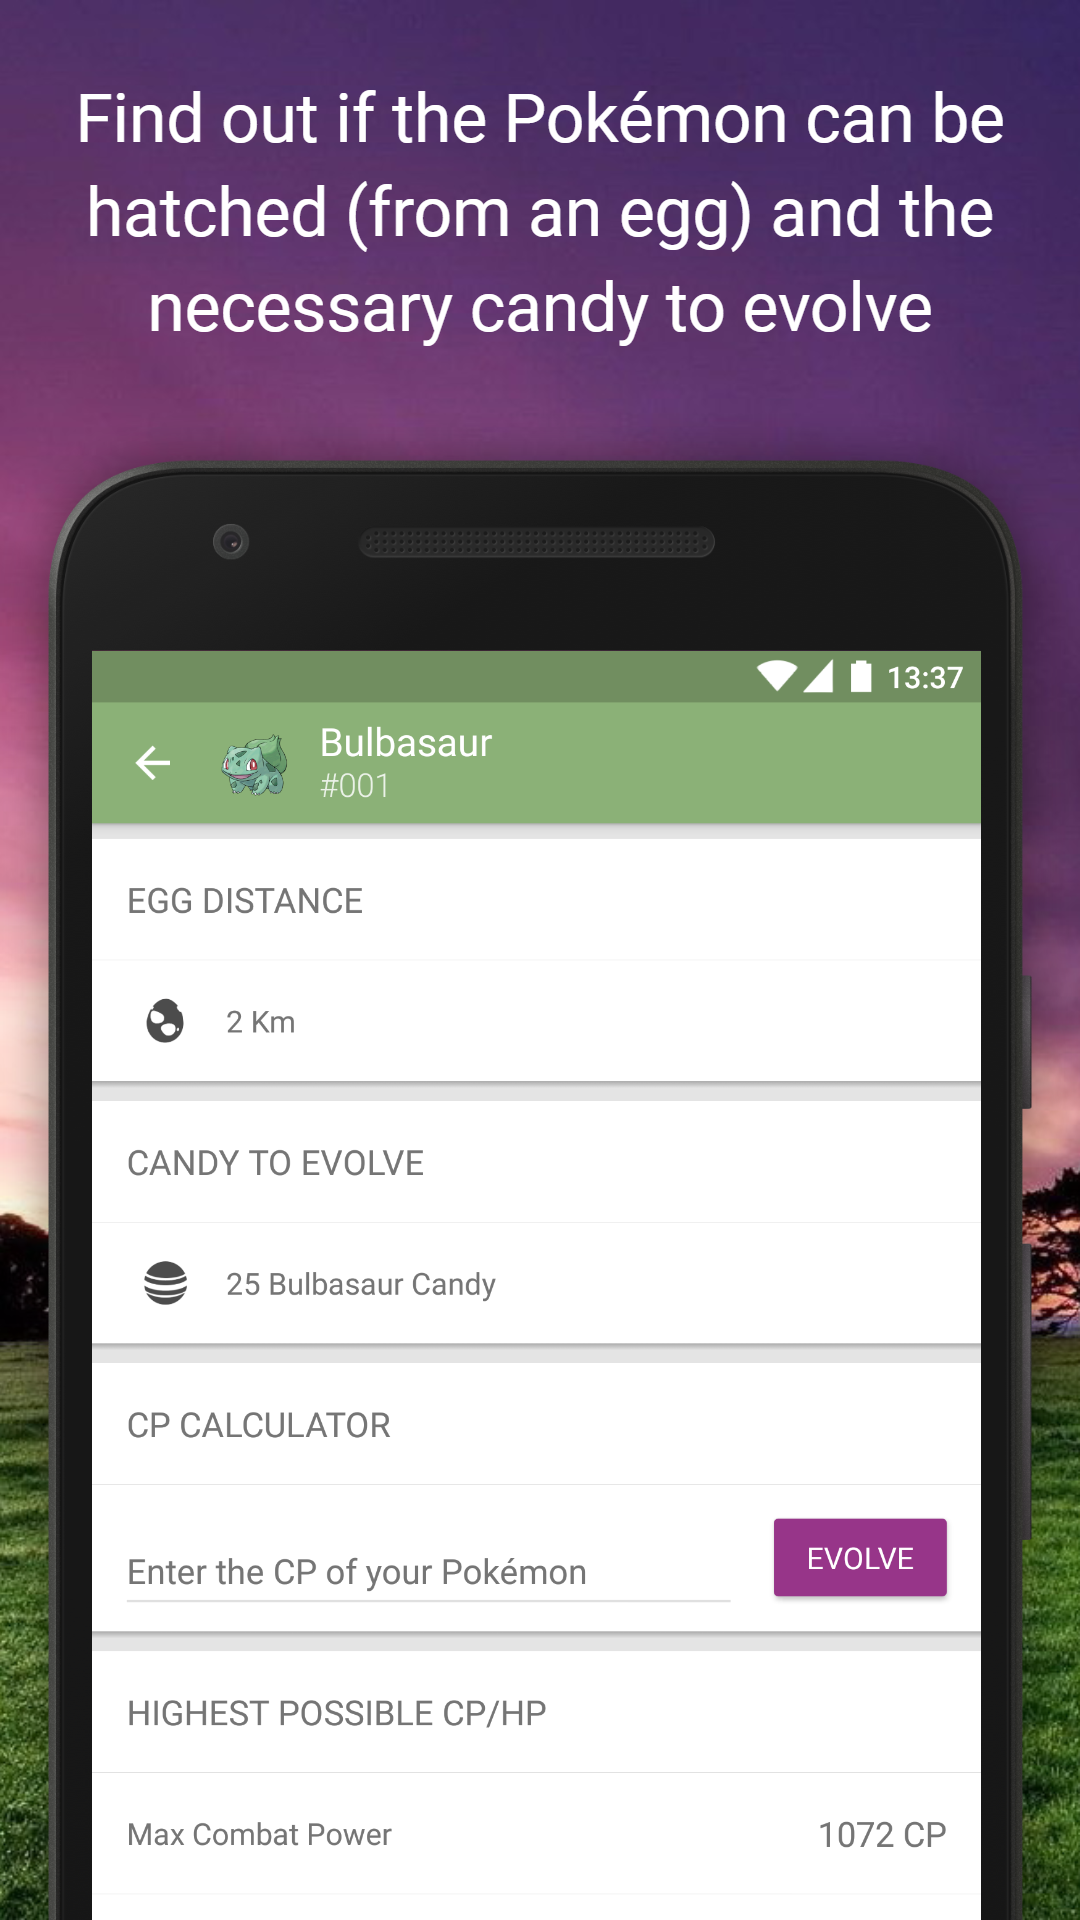 Find out if the Pokémon can be
hatched (from an egg) and the
necessary candy to evolve
13:37
Bulbasaur
#001
EGG DISTANCE
2 Km
CANDY TO EVOLVE
25 Bulbasaur Candy
CP CALCULATOR
Enter the CP of your Pokémon
EVOLVE
HIGHEST POSSIBLE CP/HP
Max Combat Power
1072 CP